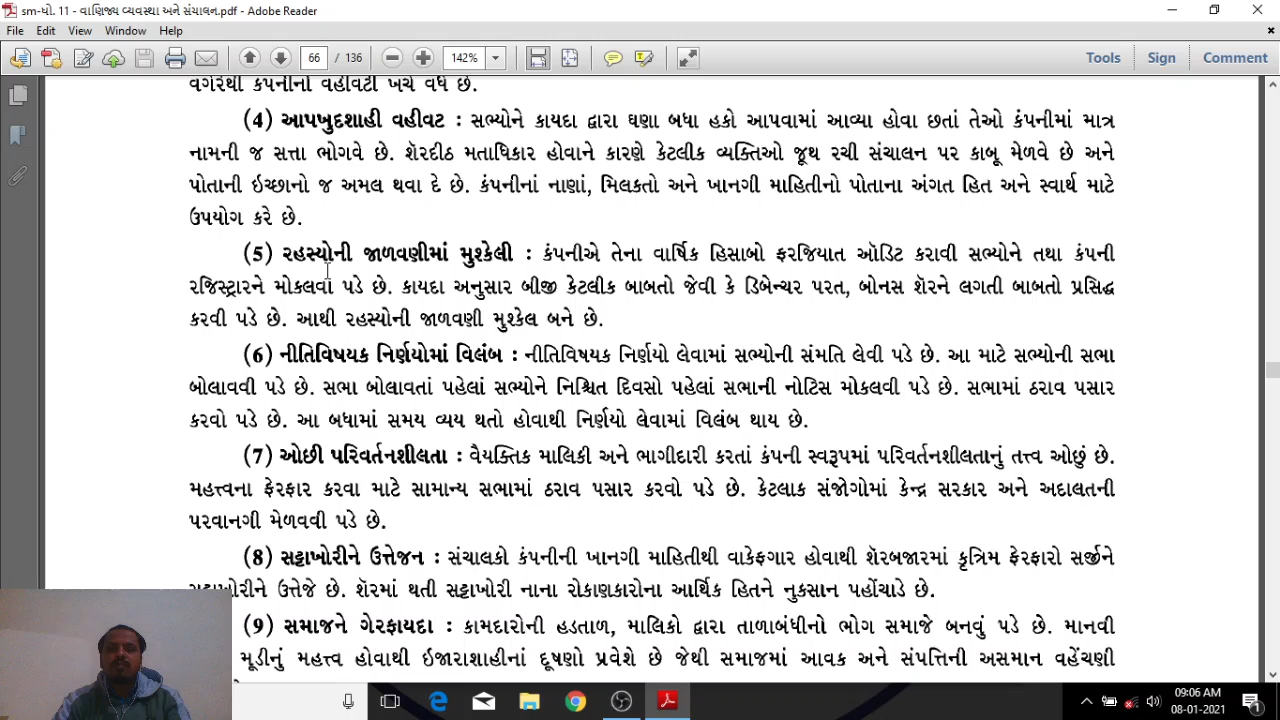 sm-ધો. 11 - વાણિજ્ય વ્યવસ્થા અને સંચાલન.pdf - Adobe Reader
File Edit View Window Help
66 / 136 142% Tools Sign Comment
વગેરેથી કંપનીનો વહીવટી ખર્ચ વધે છે.
(4) આપખુદશાહી વહીવટ : સભ્યોને કાયદા દ્વારા ઘણા બધા હકો આપવામાં આવ્યા હોવા છતાં તેઓ કંપનીમાં માત્ર
નામની જ સત્તા ભોગવે છે. શૅરદીઠ મતાધિકાર હોવાને કારણે કેટલીક વ્યક્તિઓ જૂથ રચી સંચાલન પર કાબૂ મેળવે છે અને
પોતાની ઇચ્છાનો જ અમલ થવા દે છે. કંપનીનાં નાણાં, મિલકતો અને ખાનગી માહિતીનો પોતાના અંગત હિત અને સ્વાર્થ માટે
ઉપયોગ કરે છે.
(5) રહસ્યોની જાળવણીમાં મુશ્કેલી : કંપનીએ તેના વાર્ષિક હિસાબો ફરજિયાત ઑડિટ કરાવી સભ્યોને તથા કંપની
રજિસ્ટ્રારને મોકલવા પડે છે. કાયદા અનુસાર બીજી કેટલીક બાબતો જેવી કે ડિબેન્ચર પરત, બોનસ શૅરને લગતી બાબતો પ્રસિદ્ધ
કરવી પડે છે. આથી રહસ્યોની જાળવણી મુશ્કેલ બને છે.
(6) નીતિવિષયક નિર્ણયોમાં વિલંબ : નીતિવિષયક નિર્ણયો લેવામાં સભ્યોની સંમતિ લેવી પડે છે. આ માટે સભ્યોની સભા
બોલાવવી પડે છે. સભા બોલાવતાં પહેલાં સભ્યોને નિશ્ચિત દિવસો પહેલાં સભાની નોટિસ મોકલવી પડે છે. સભામાં ઠરાવ પસાર
કરવો પડે છે. આ બધામાં સમય વ્યય થતો હોવાથી નિર્ણયો લેવામાં વિલંબ થાય છે.
(7) ઓછી પરિવર્તનશીલતા : વૈયક્તિક માલિકી અને ભાગીદારી કરતાં કંપની સ્વરૂપમાં પરિવર્તનશીલતાનું તત્ત્વ ઓછું છે.
મહત્ત્વના ફેરફાર કરવા માટે સામાન્ય સભામાં ઠરાવ પસાર કરવો પડે છે. કેટલાક સંજોગોમાં કેન્દ્ર સરકાર અને અદાલતની
પરવાનગી મેળવવી પડે છે.
(8) સટ્ટાખોરીને ઉત્તેજન : સંચાલકો કંપનીની ખાનગી માહિતીથી વાકેફગાર હોવાથી શૅરબજારમાં કૃત્રિમ ફેરફારો સર્જીને
સટ્ટાખોરીને ઉત્તેજે છે. શૅરમાં થતી સટ્ટાખોરી નાના રોકાણકારોના આર્થિક હિતને નુકસાન પહોંચાડે છે.
(9) સમાજને ગેરફાયદા : કામદારોની હડતાળ, માલિકો દ્વારા તાળાબંધીનો ભોગ સમાજે બનવું પડે છે. માનવી
મૂડીનું મહત્ત્વ હોવાથી ઇજારાશાહીનાં દૂષણો પ્રવેશે છે જેથી સમાજમાં આવક અને સંપત્તિની અસમાન વહેંચણી
09:06 AM
08-01-2021